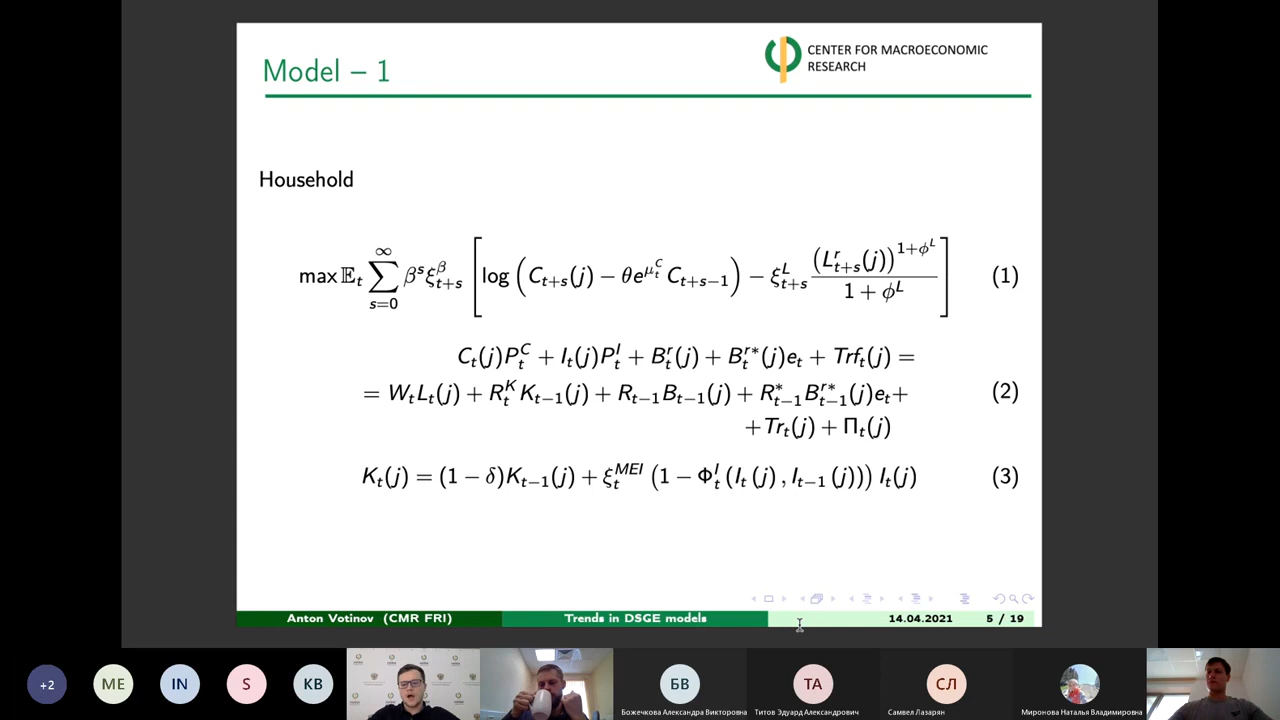 CENTER FOR MACROECONOMIC
RESEARCH
Model – 1
Household
max 𝔼_t ∑_{s=0}^{∞} β^s ξ^β_{t+s} [ log ( C_{t+s}(j) − θe^{μ^C_t} C_{t+s−1} ) − ξ^L_{t+s} (L^r_{t+s}(j))^{1+ϕ^L} / (1 + ϕ^L) ] (1)
C_t(j)P^C_t + I_t(j)P^I_t + B^r_t(j) + B^{r*}_t(j)e_t + Trf_t(j) =
= W_tL_t(j) + R^K_t K_{t−1}(j) + R_{t−1}B_{t−1}(j) + R^*_{t−1}B^{r*}_{t−1}(j)e_t+ (2)
+Tr_t(j) + Π_t(j)
K_t(j) = (1 − δ)K_{t−1}(j) + ξ^{MEI}_t (1 − Φ^I_t (I_t (j) , I_{t−1} (j))) I_t(j) (3)
Anton Votinov (CMR FRI) Trends in DSGE models 14.04.2021 5 / 19
+2 ME IN S КВ БВ ТА СЛ
Божечкова Александра Викторовна Титов Эдуард Александрович Самвел Лазарян Миронова Наталья Владимировна